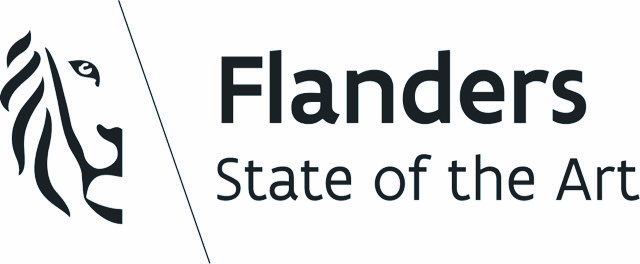 Flanders
State of the Art